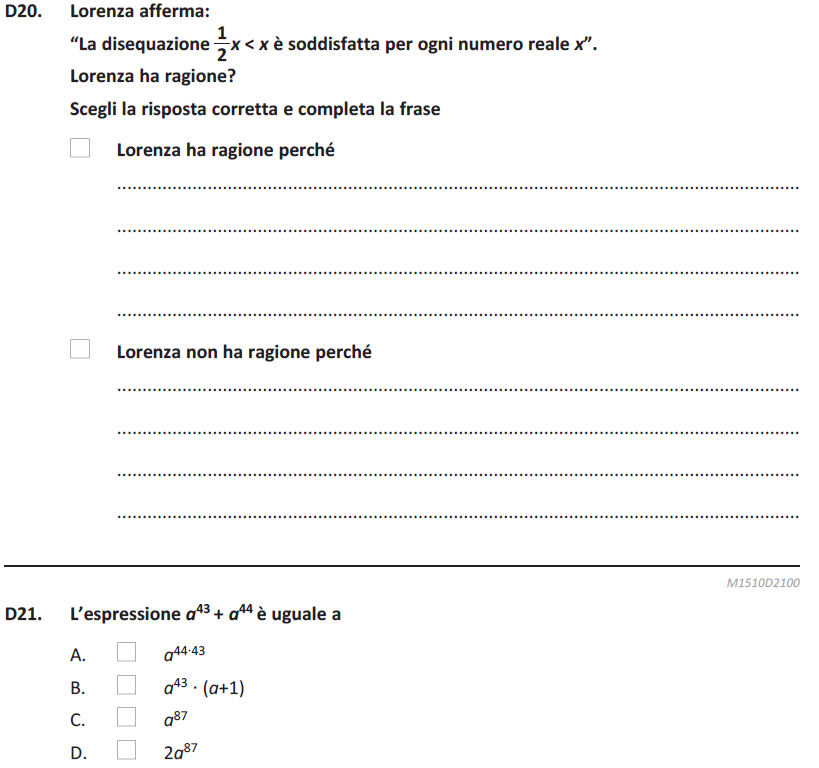 D20. Lorenza afferma:
“La disequazione 1/2 x < x è soddisfatta per ogni numero reale x”.
Lorenza ha ragione?
Scegli la risposta corretta e completa la frase
Lorenza ha ragione perché
Lorenza non ha ragione perché
M1510D2100
D21. L’espressione a⁴³ + a⁴⁴ è uguale a
A. a⁴⁴·⁴³
B. a⁴³ · (a+1)
C. a⁸⁷
D. 2a⁸⁷